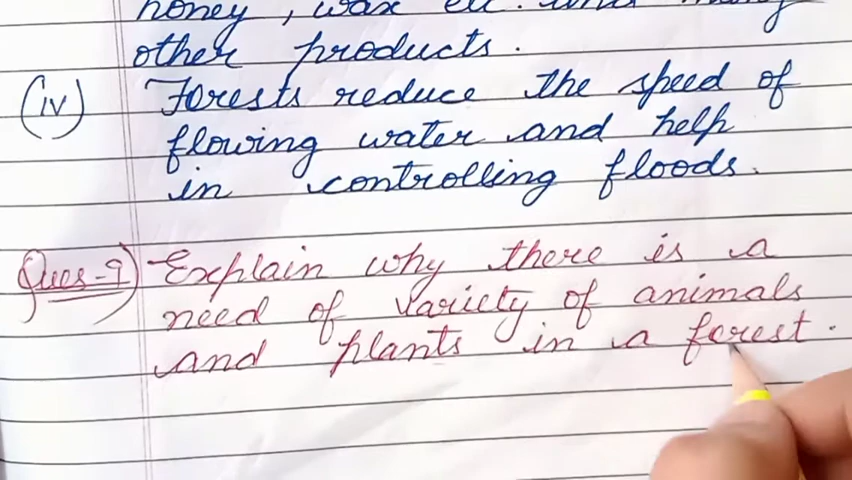 honey, wax etc. and many
other products.
(iv) Forests reduce the speed of
flowing water and help
in controlling floods.
Ques-9) Explain why there is a
need of variety of animals
and plants in a forest.